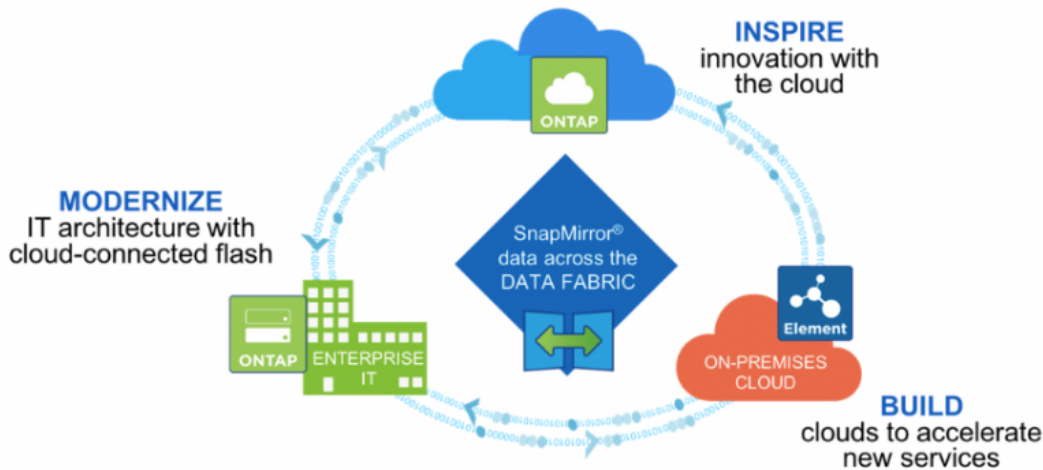 INSPIRE
innovation with
the cloud
ONTAP
MODERNIZE
IT architecture with
cloud-connected flash
SnapMirror®
data across the
DATA FABRIC
ONTAP
ENTERPRISE
IT
Element
ON-PREMISES
CLOUD
BUILD
clouds to accelerate
new services